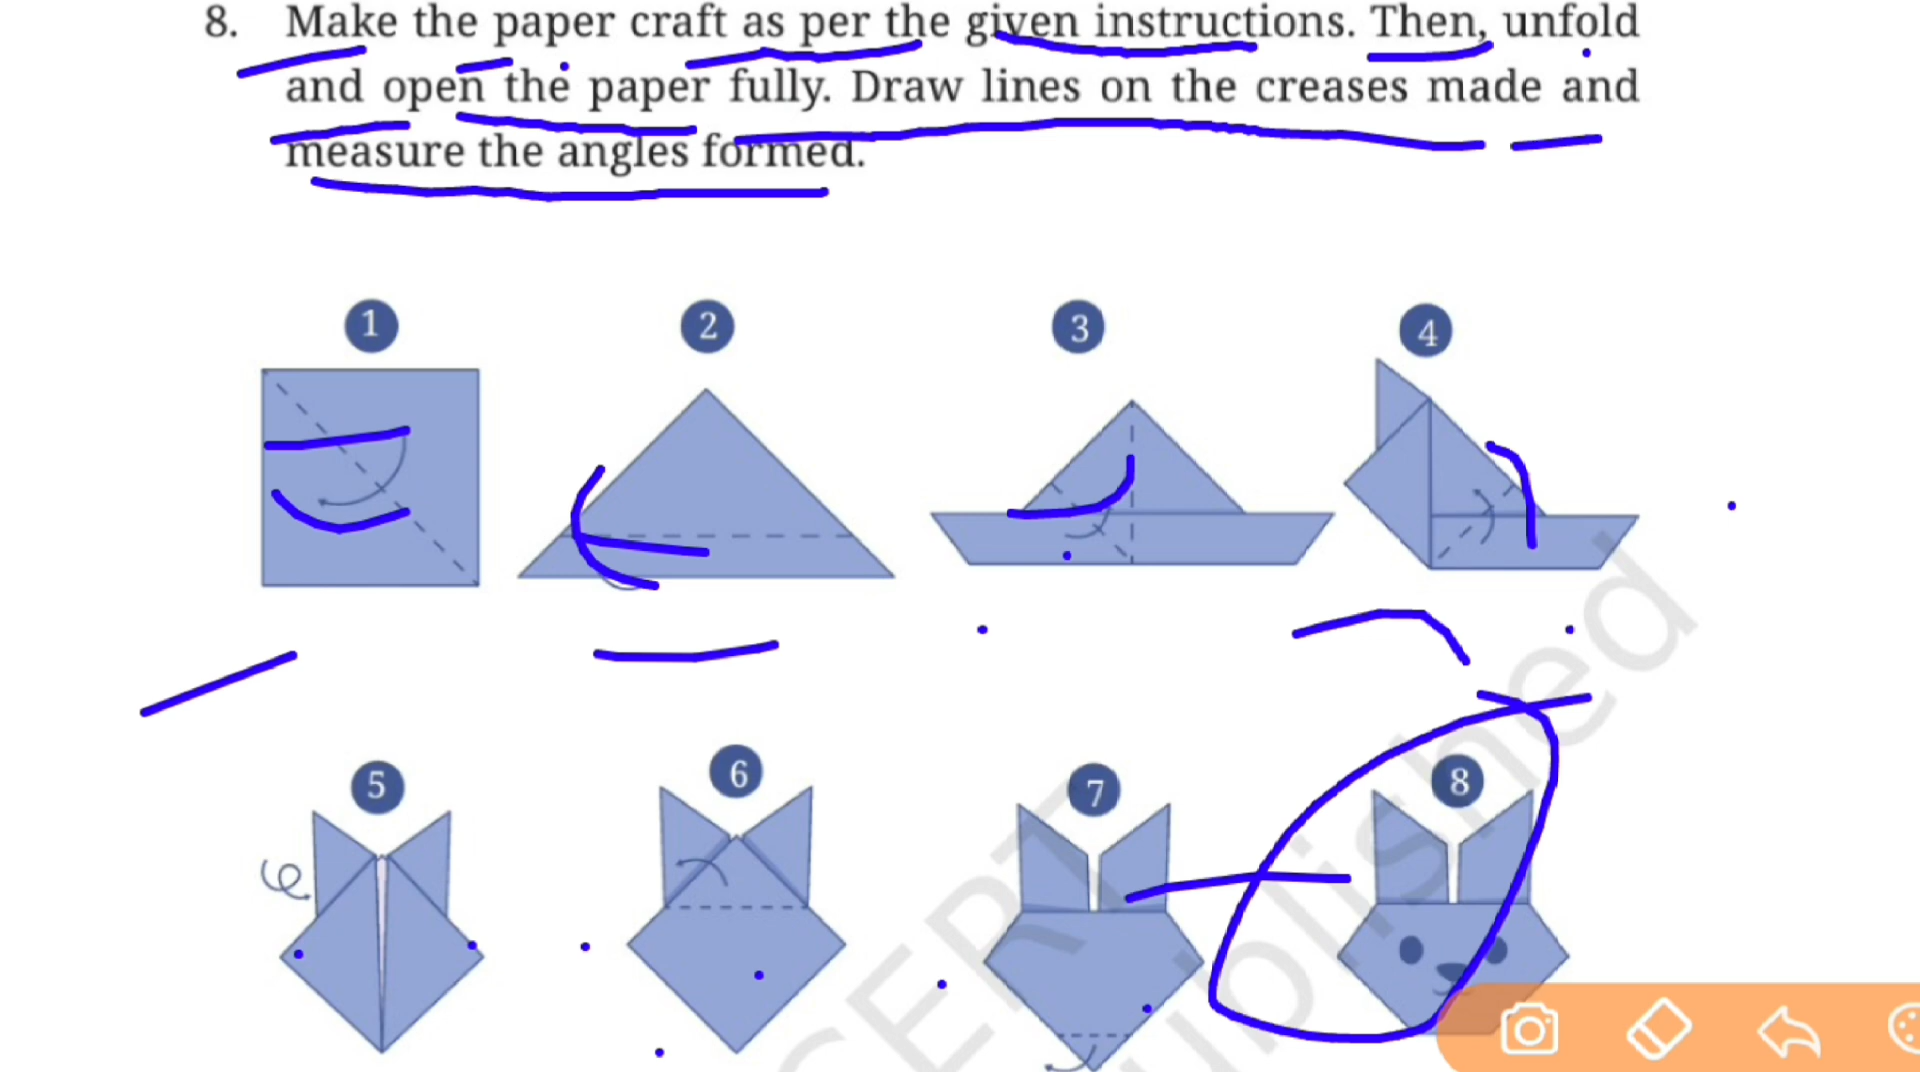 8. Make the paper craft as per the given instructions. Then, unfold
and open the paper fully. Draw lines on the creases made and
measure the angles formed.
1
2
3
4
5
6
7
8